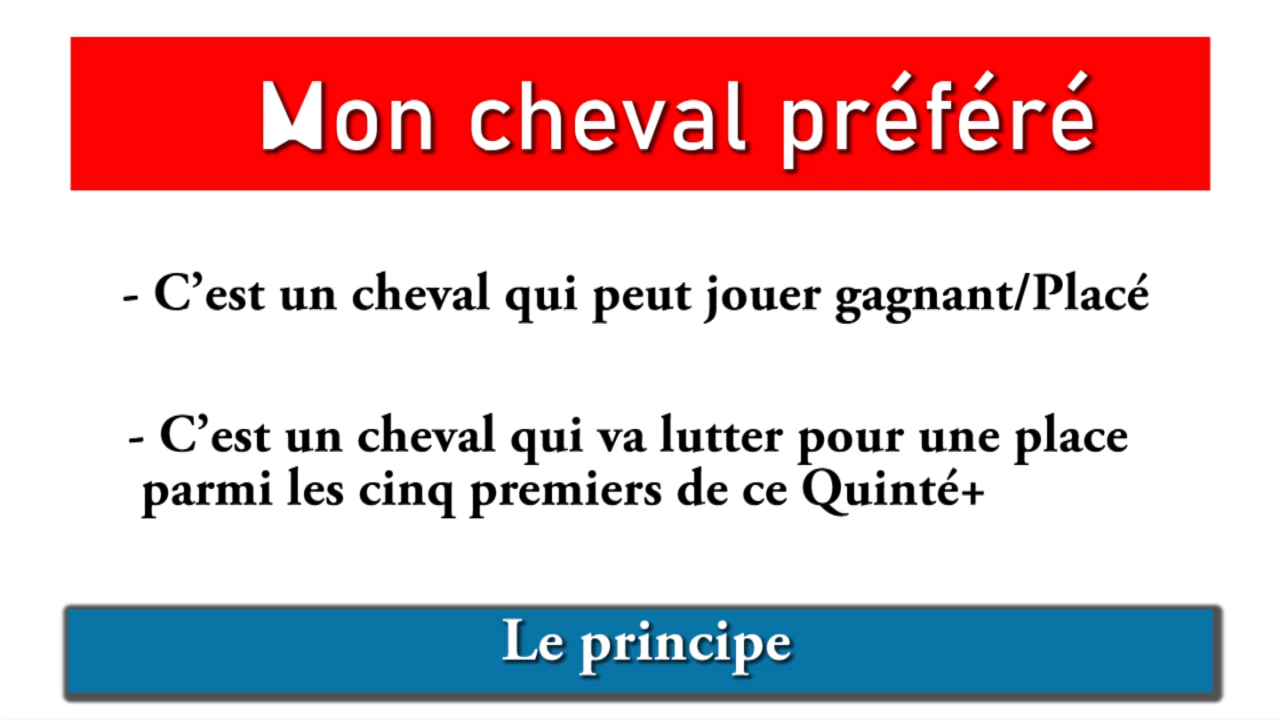 Mon cheval préféré
- C’est un cheval qui peut jouer gagnant/Placé
- C’est un cheval qui va lutter pour une place
parmi les cinq premiers de ce Quinté+
Le principe